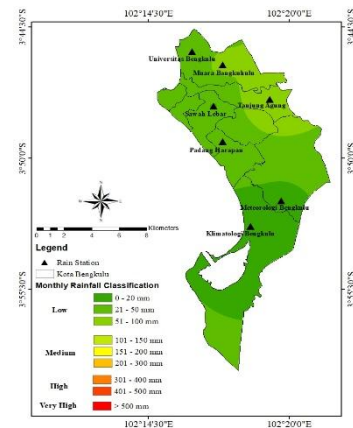 102°14'30"E 102°20'0"E
3°44'30"S
3°44'30"S
Universitas Bengkulu
Muara Bangkahulu
Tanjung Agung
Sawah Lebar
3°50'0"S
3°50'0"S
Padang Harapan
Meteorologi Bengkulu
Klimatologi Bengkulu
0 1 2 4 6 8
Kilometers
Legend
Rain Station
Kota Bengkulu
Monthly Rainfall Classification
Low
0 - 20 mm
21 - 50 mm
51 - 100 mm
Medium
101 - 150 mm
151 - 200 mm
201 - 300 mm
High
301 - 400 mm
401 - 500 mm
Very High
> 500 mm
3°55'30"S
3°55'30"S
102°14'30"E 102°20'0"E